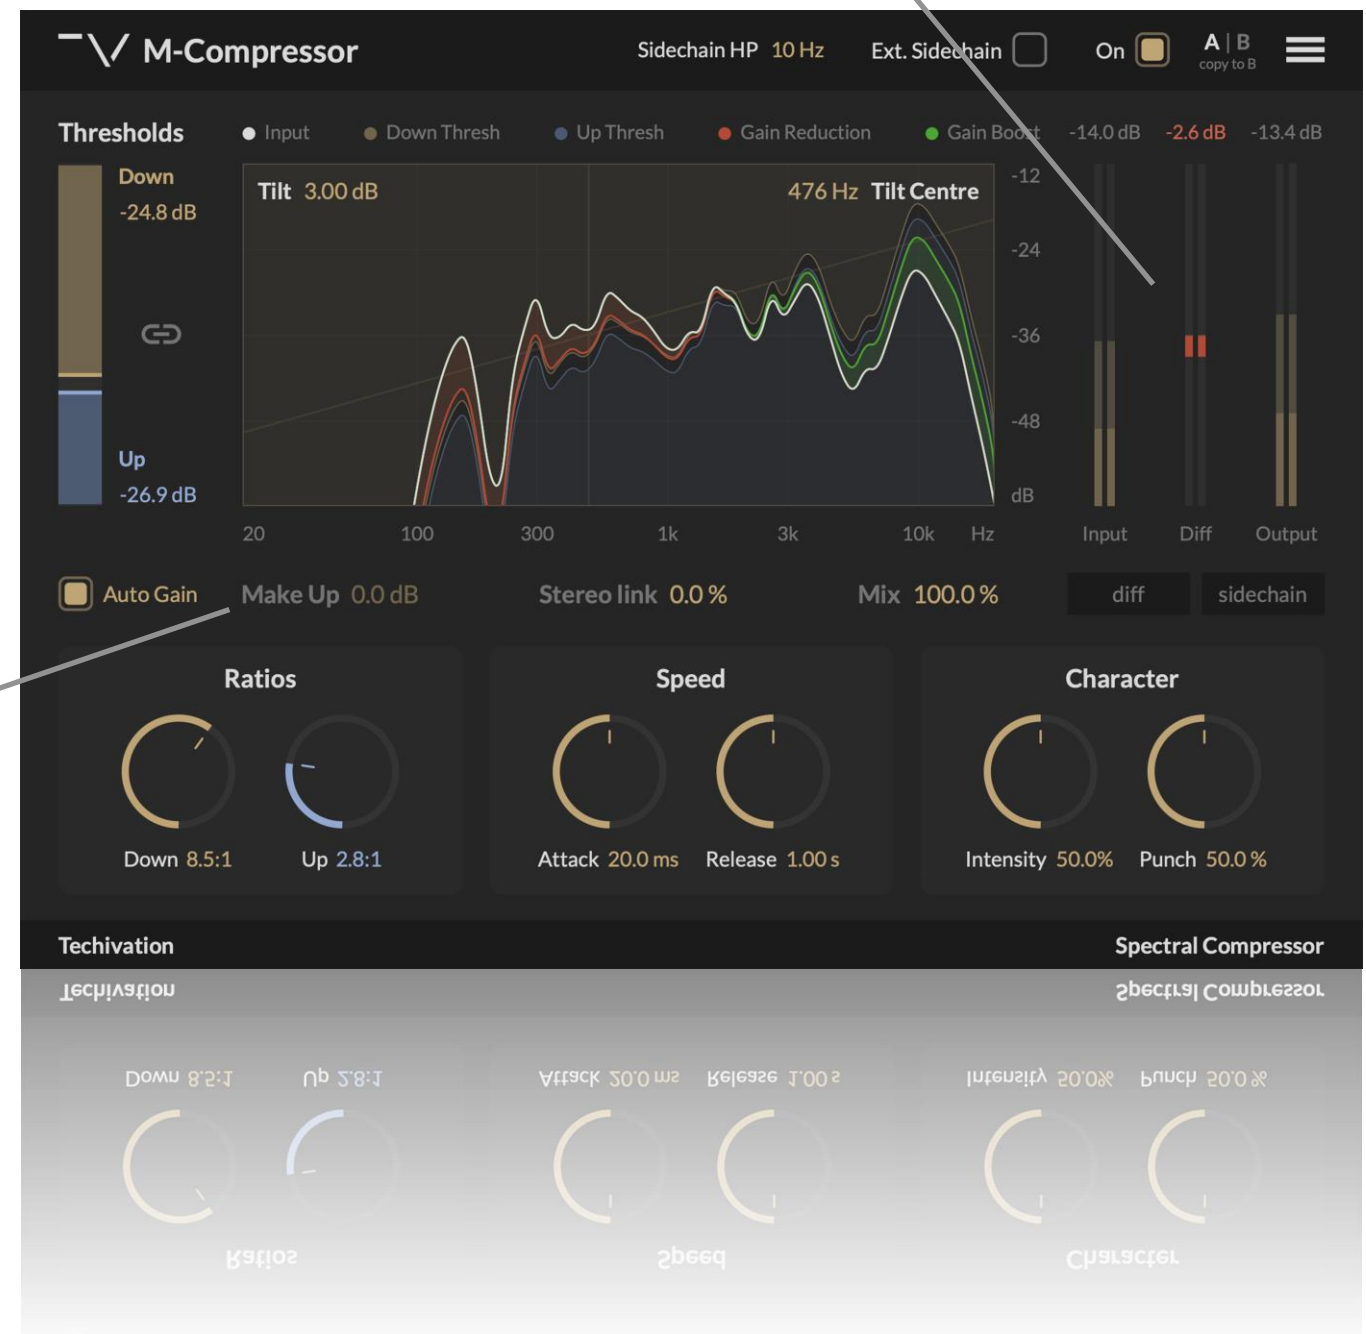 M-Compressor
Sidechain HP 10 Hz
Ext. Sidechain
On
A | B
copy to B
Thresholds
Input
Down Thresh
Up Thresh
Gain Reduction
Gain Boost
-14.0 dB
-2.6 dB
-13.4 dB
Down
-24.8 dB
Tilt 3.00 dB
476 Hz Tilt Centre
-12
-24
-36
-48
dB
Up
-26.9 dB
20 100 300 1k 3k 10k Hz
Input Diff Output
Auto Gain
Make Up 0.0 dB
Stereo link 0.0 %
Mix 100.0 %
diff
sidechain
Ratios
Speed
Character
Down 8.5:1
Up 2.8:1
Attack 20.0 ms
Release 1.00 s
Intensity 50.0%
Punch 50.0 %
Techivation
Spectral Compressor
Techivation
Spectral Compressor
Down 8.5:1
Up 2.8:1
Attack 20.0 ms
Release 1.00 s
Intensity 50.0%
Punch 50.0 %
Ratios
Speed
Character